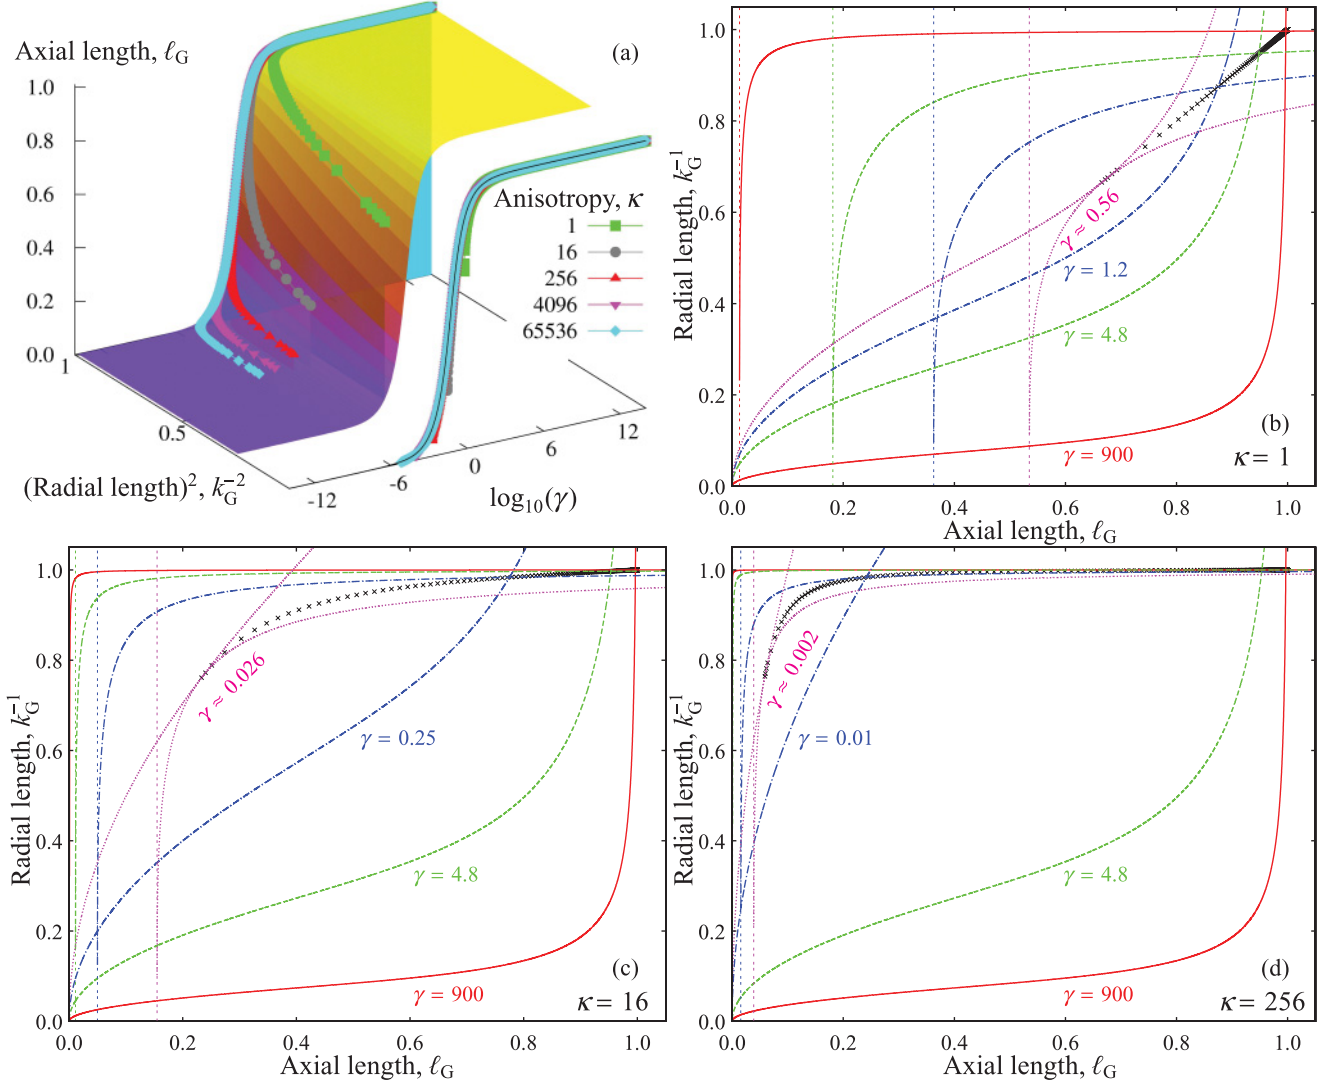 (a)
Axial length, ℓG
1.0
0.8
0.6
0.4
0.2
0.0
1
0.5
(Radial length)², kG⁻²
-12
-6
0
6
12
log10(γ)
Anisotropy, κ
1
16
256
4096
65536
1.0
0.8
0.6
0.4
0.2
0.0
Radial length, kG⁻¹
γ ≈ 0.56
γ = 1.2
γ = 4.8
γ = 900
(b)
κ = 1
0.0 0.2 0.4 0.6 0.8 1.0
Axial length, ℓG
1.0
0.8
0.6
0.4
0.2
0.0
Radial length, kG⁻¹
γ ≈ 0.026
γ = 0.25
γ = 4.8
γ = 900
(c)
κ = 16
0.0 0.2 0.4 0.6 0.8 1.0
Axial length, ℓG
1.0
0.8
0.6
0.4
0.2
0.0
Radial length, kG⁻¹
γ ≈ 0.002
γ = 0.01
γ = 4.8
γ = 900
(d)
κ = 256
0.0 0.2 0.4 0.6 0.8 1.0
Axial length, ℓG